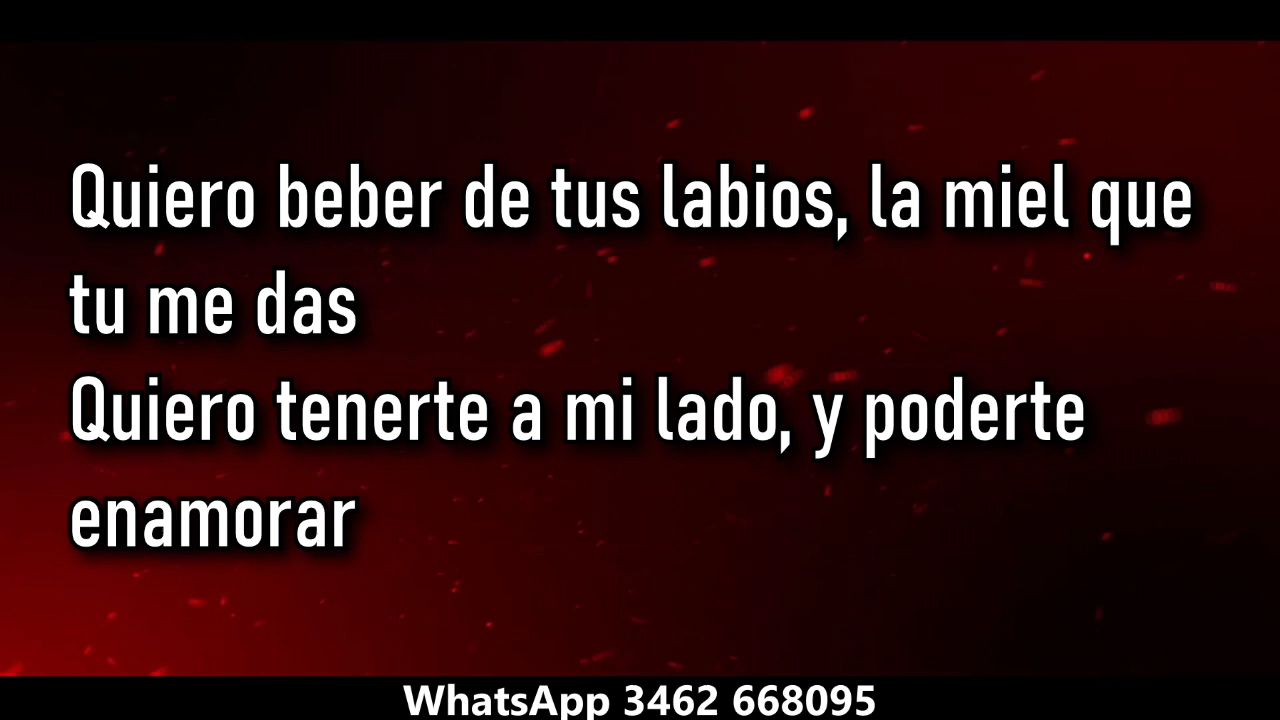 Quiero beber de tus labios, la miel que
tu me das
Quiero tenerte a mi lado, y poderte
enamorar
WhatsApp 3462 668095